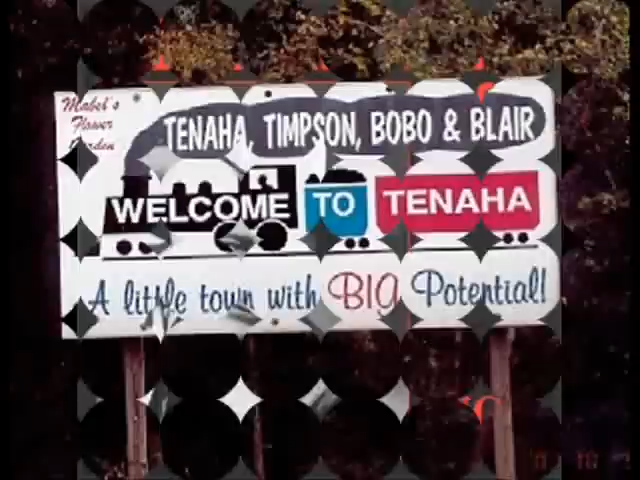 Mabel's
Flower
Garden
TENAHA, TIMPSON, BOBO & BLAIR
WELCOME TO TENAHA
A little town with BIG Potential!